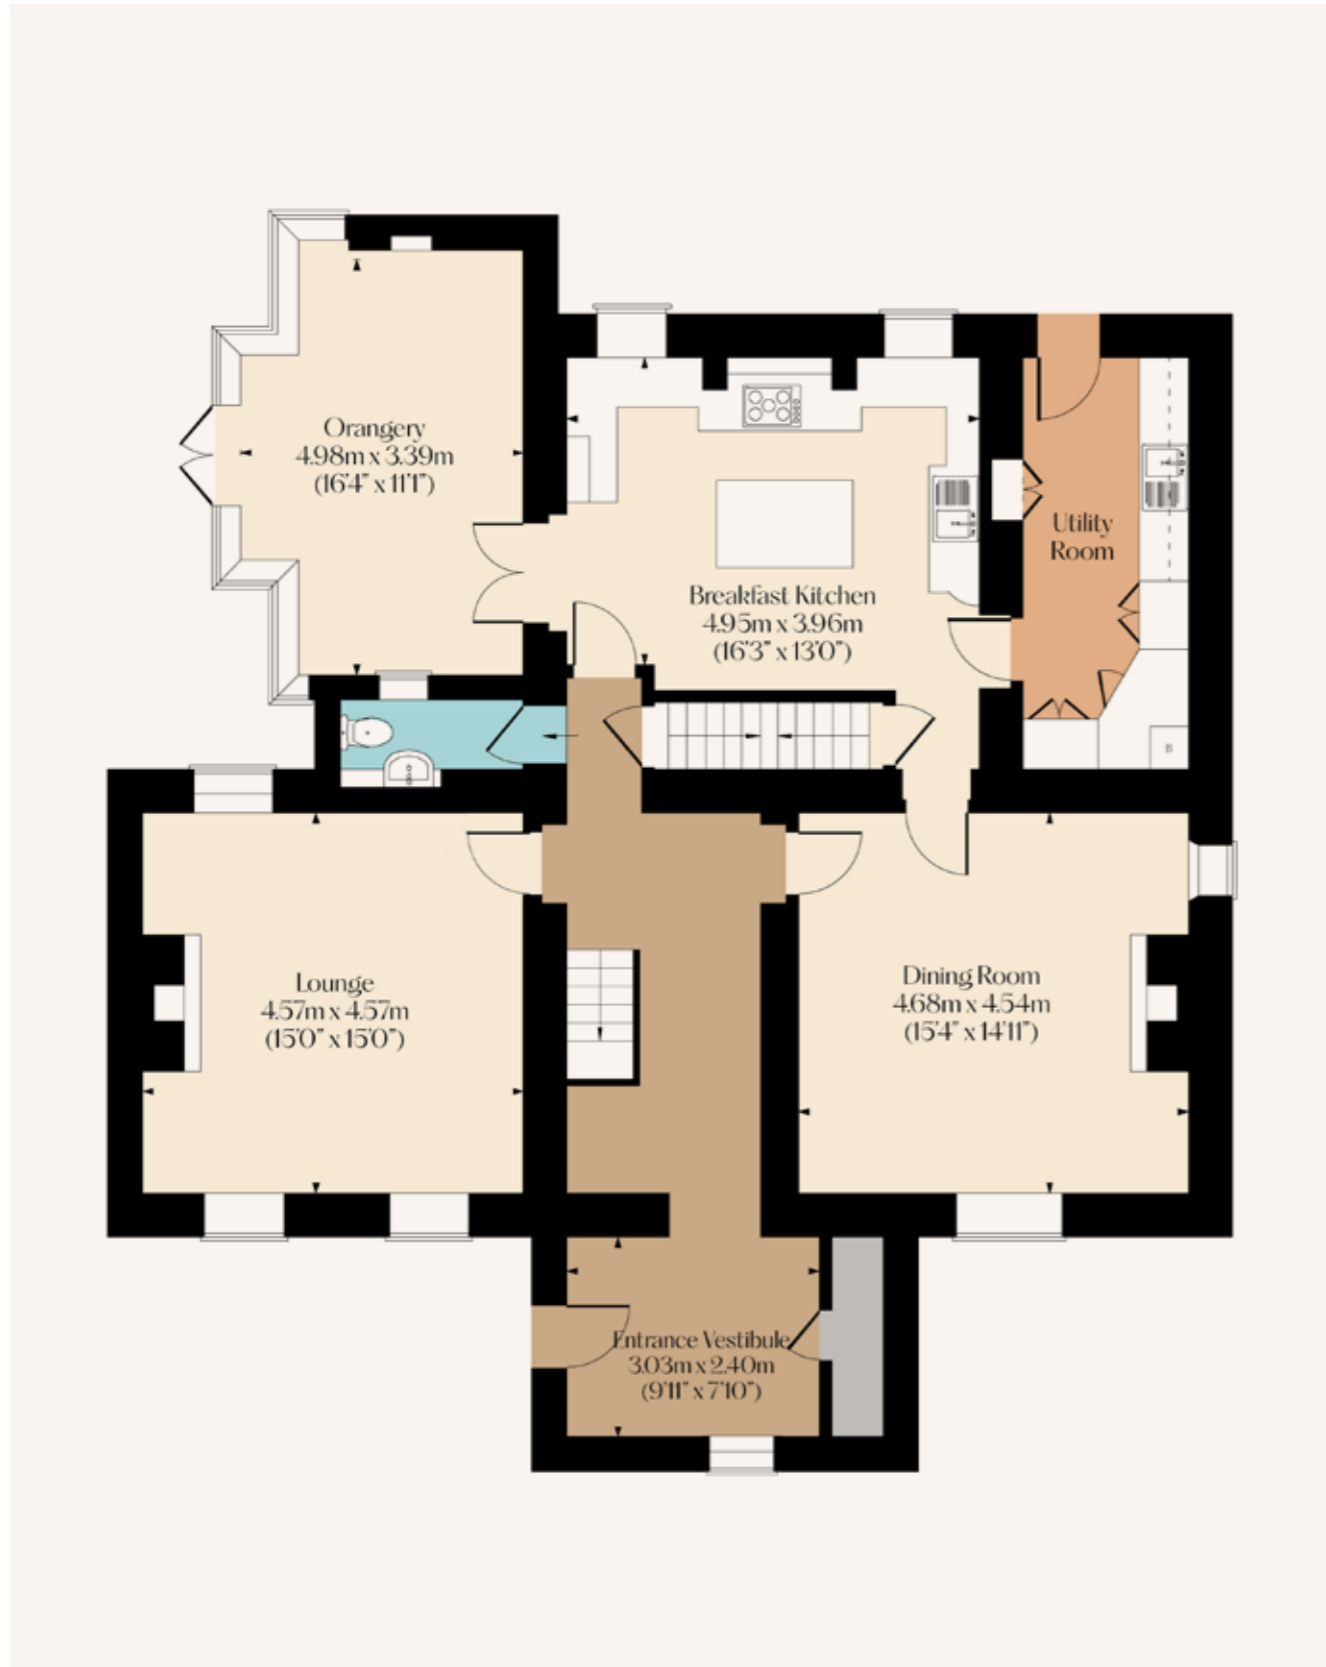 Orangery
4.98m x 3.39m
(16'4" x 11'1")
Breakfast Kitchen
4.95m x 3.96m
(16'3" x 13'0")
Utility
Room
Lounge
4.57m x 4.57m
(15'0" x 15'0")
Dining Room
4.68m x 4.54m
(15'4" x 14'11")
Entrance Vestibule
3.03m x 2.40m
(9'11" x 7'10")